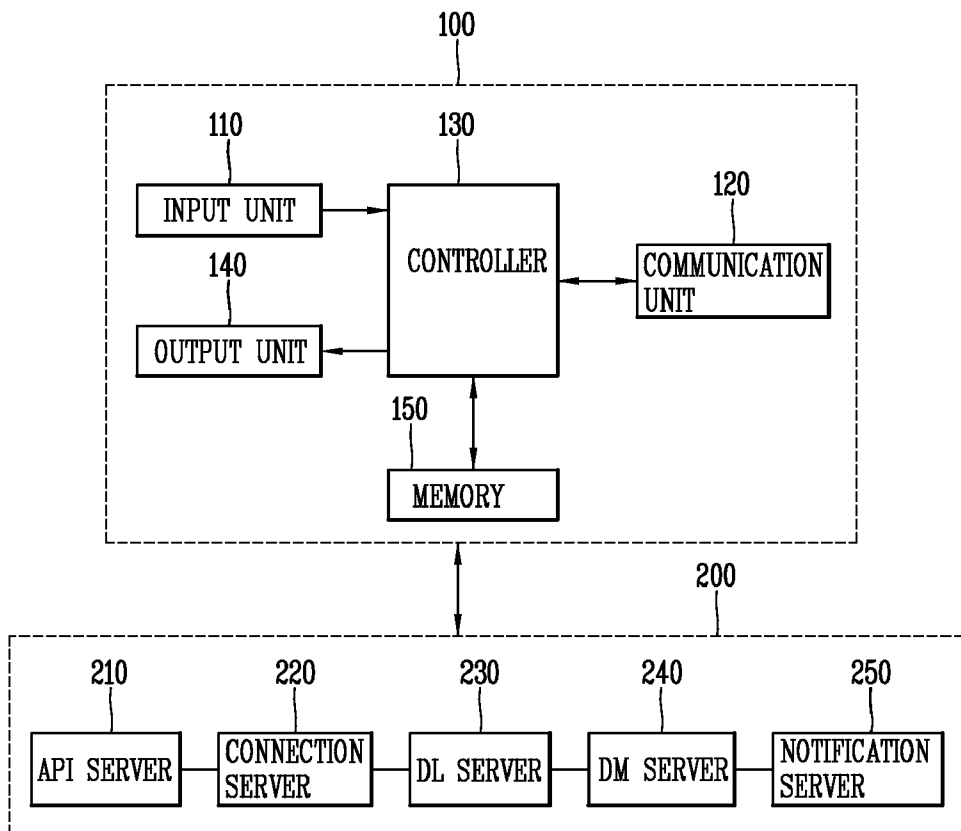 100
110
130
120
INPUT UNIT
CONTROLLER
COMMUNICATION
UNIT
140
OUTPUT UNIT
150
MEMORY
200
210
220
230
240
250
API SERVER
CONNECTION
SERVER
DL SERVER
DM SERVER
NOTIFICATION
SERVER